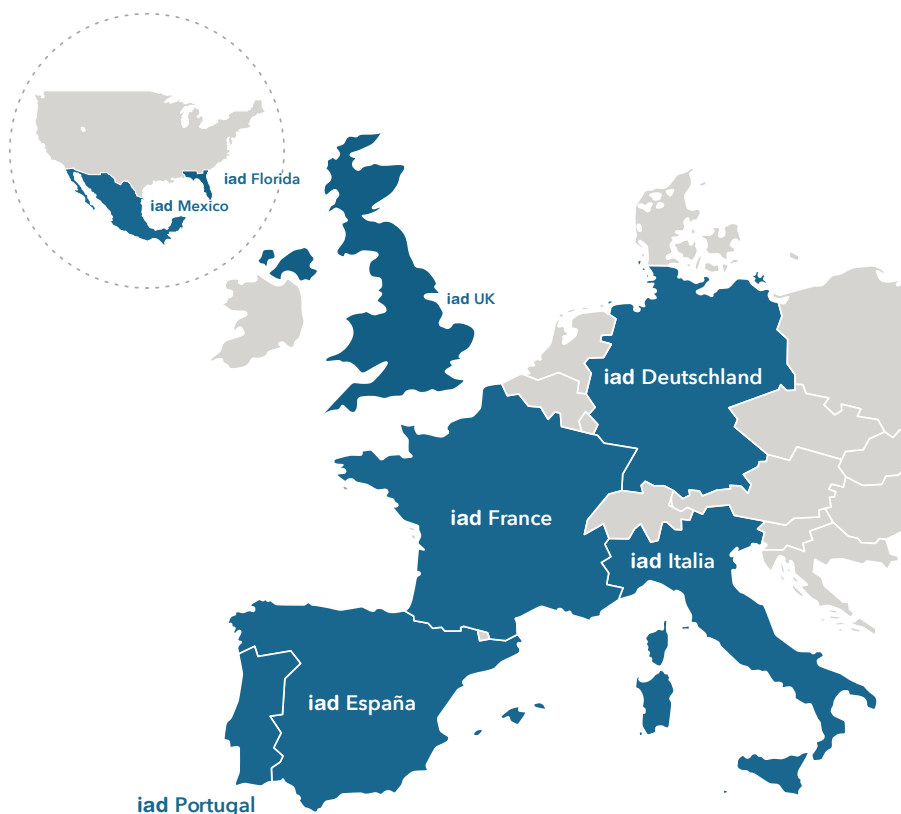 iad Florida
iad Mexico
iad UK
iad Deutschland
iad France
iad Italia
iad España
iad Portugal